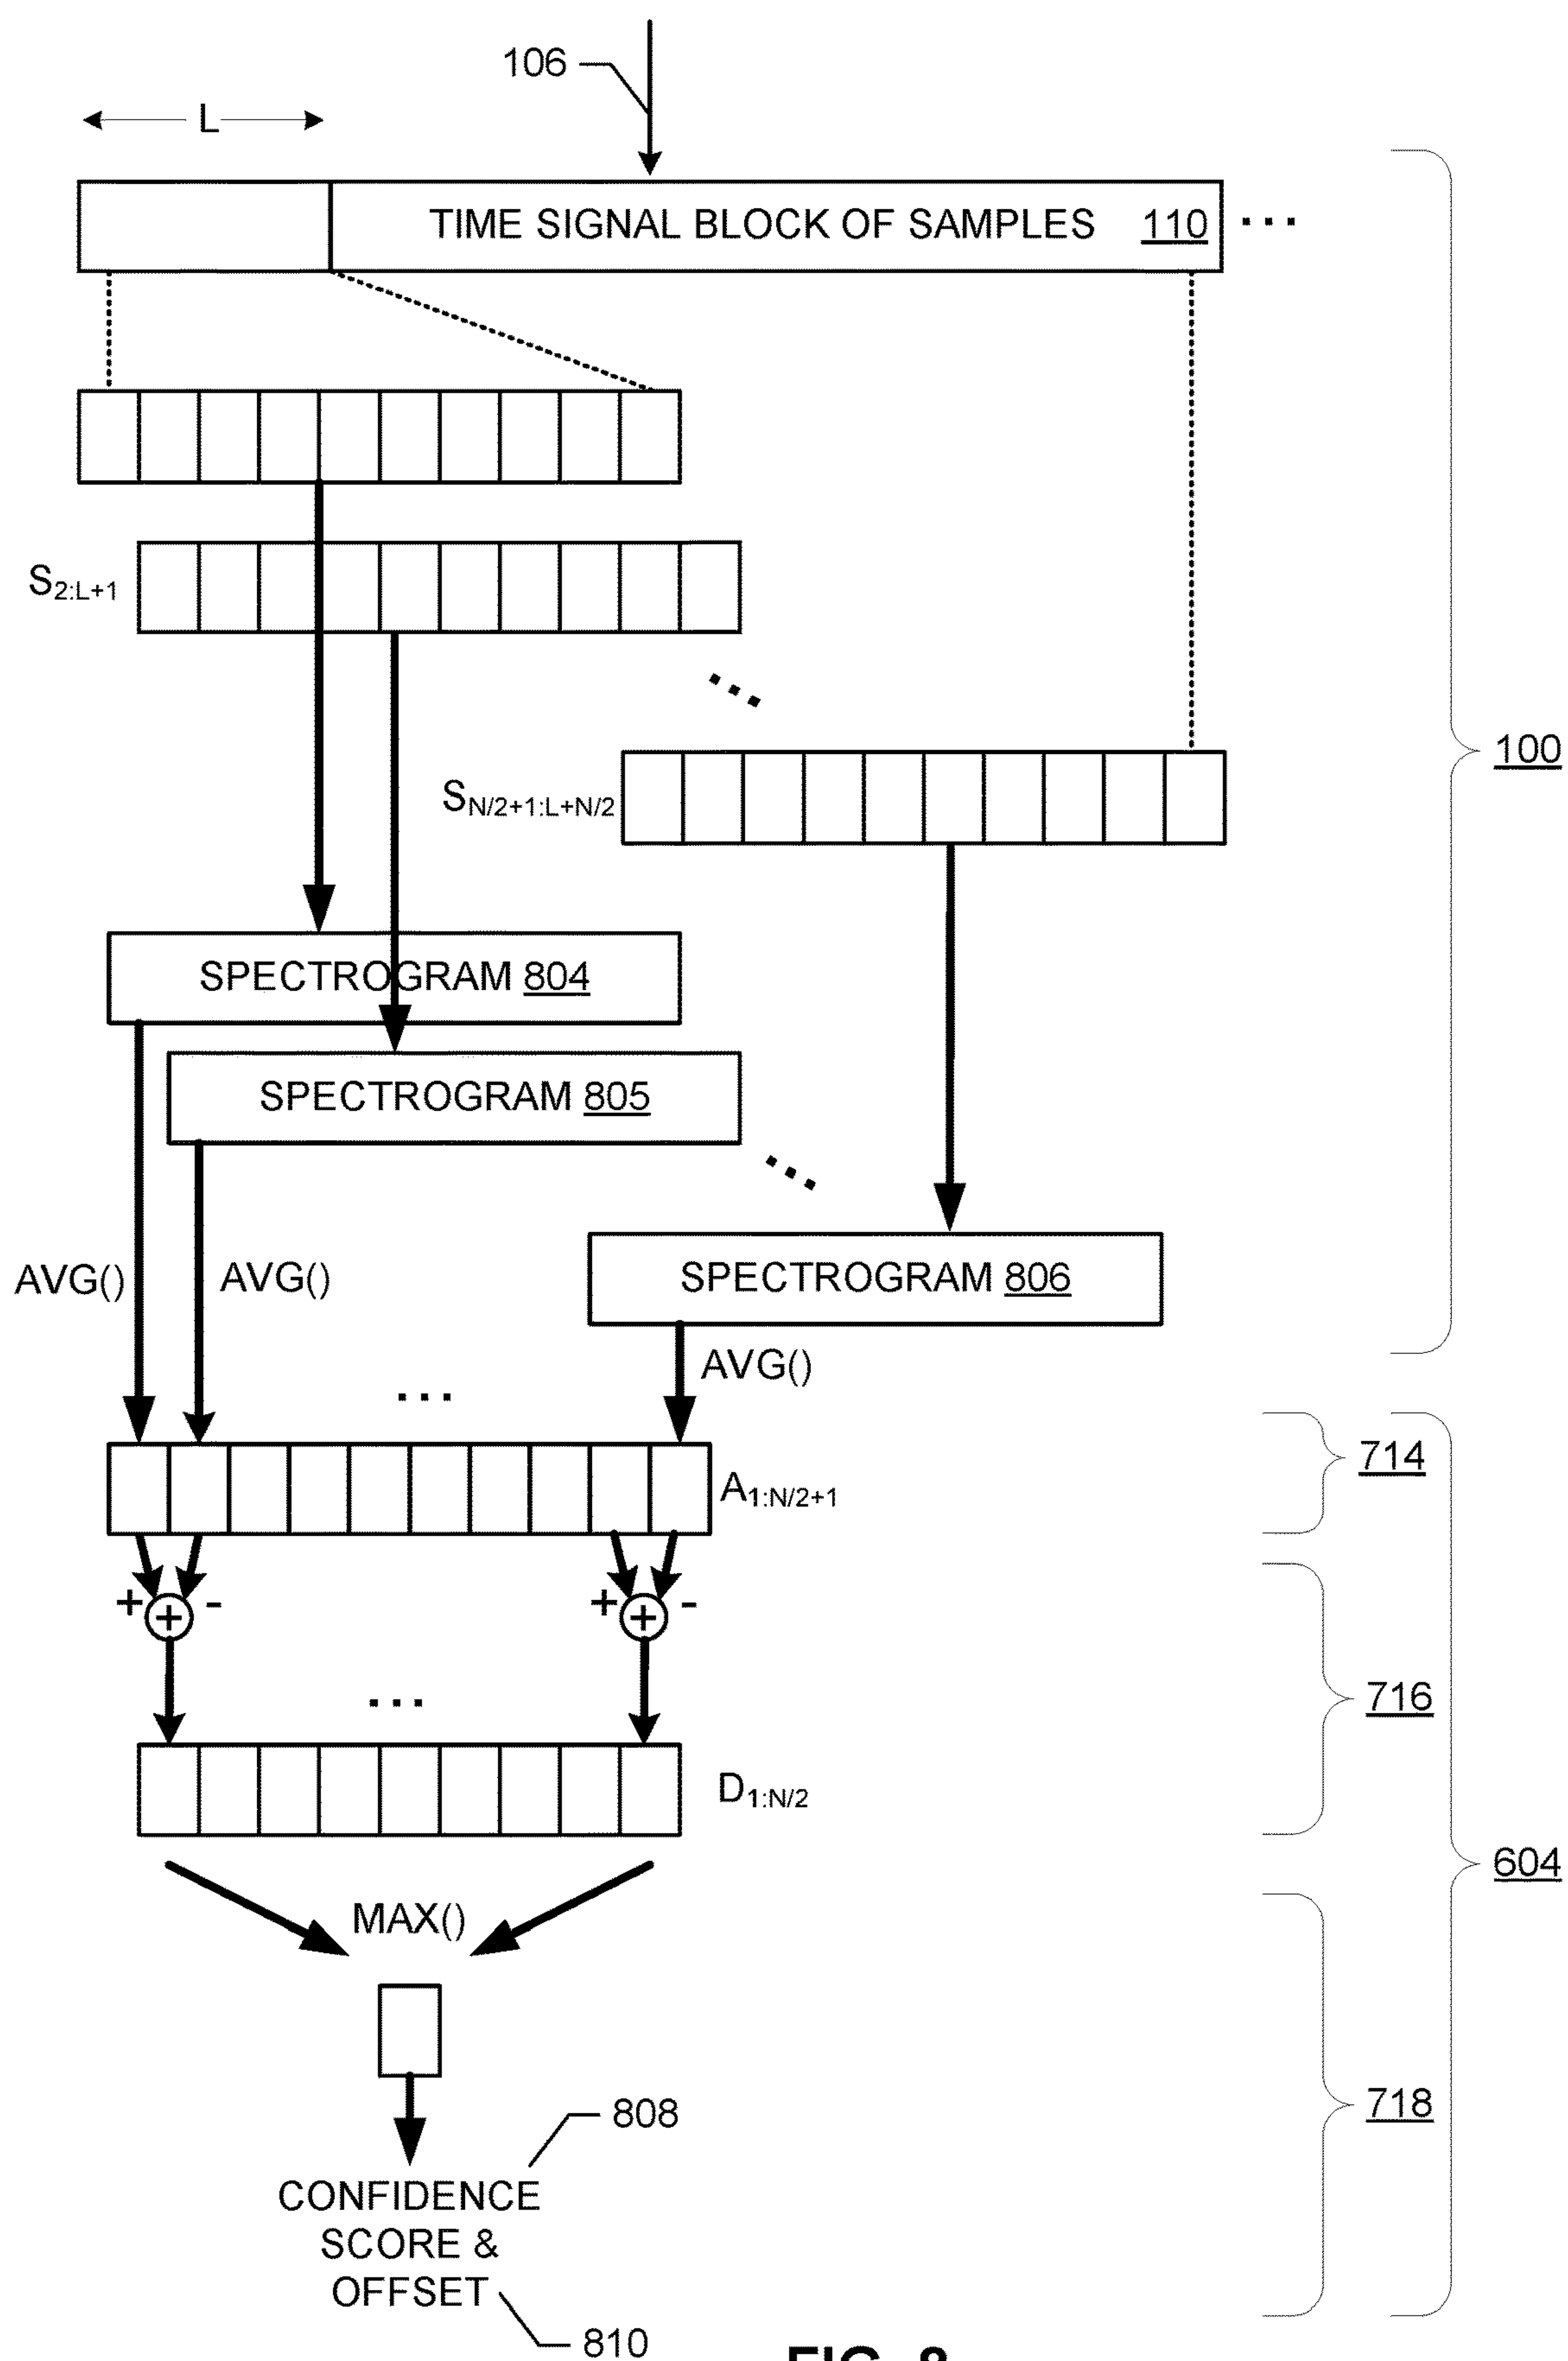 106
L
TIME SIGNAL BLOCK OF SAMPLES 110 ...
S2:L+1
...
SN/2+1:L+N/2
100
SPECTROGRAM 804
SPECTROGRAM 805
...
AVG() AVG()
SPECTROGRAM 806
AVG()
...
A1:N/2+1
714
+ + - + + -
...
716
D1:N/2
604
MAX()
718
808
CONFIDENCE
SCORE &
OFFSET
810
FIG. 8